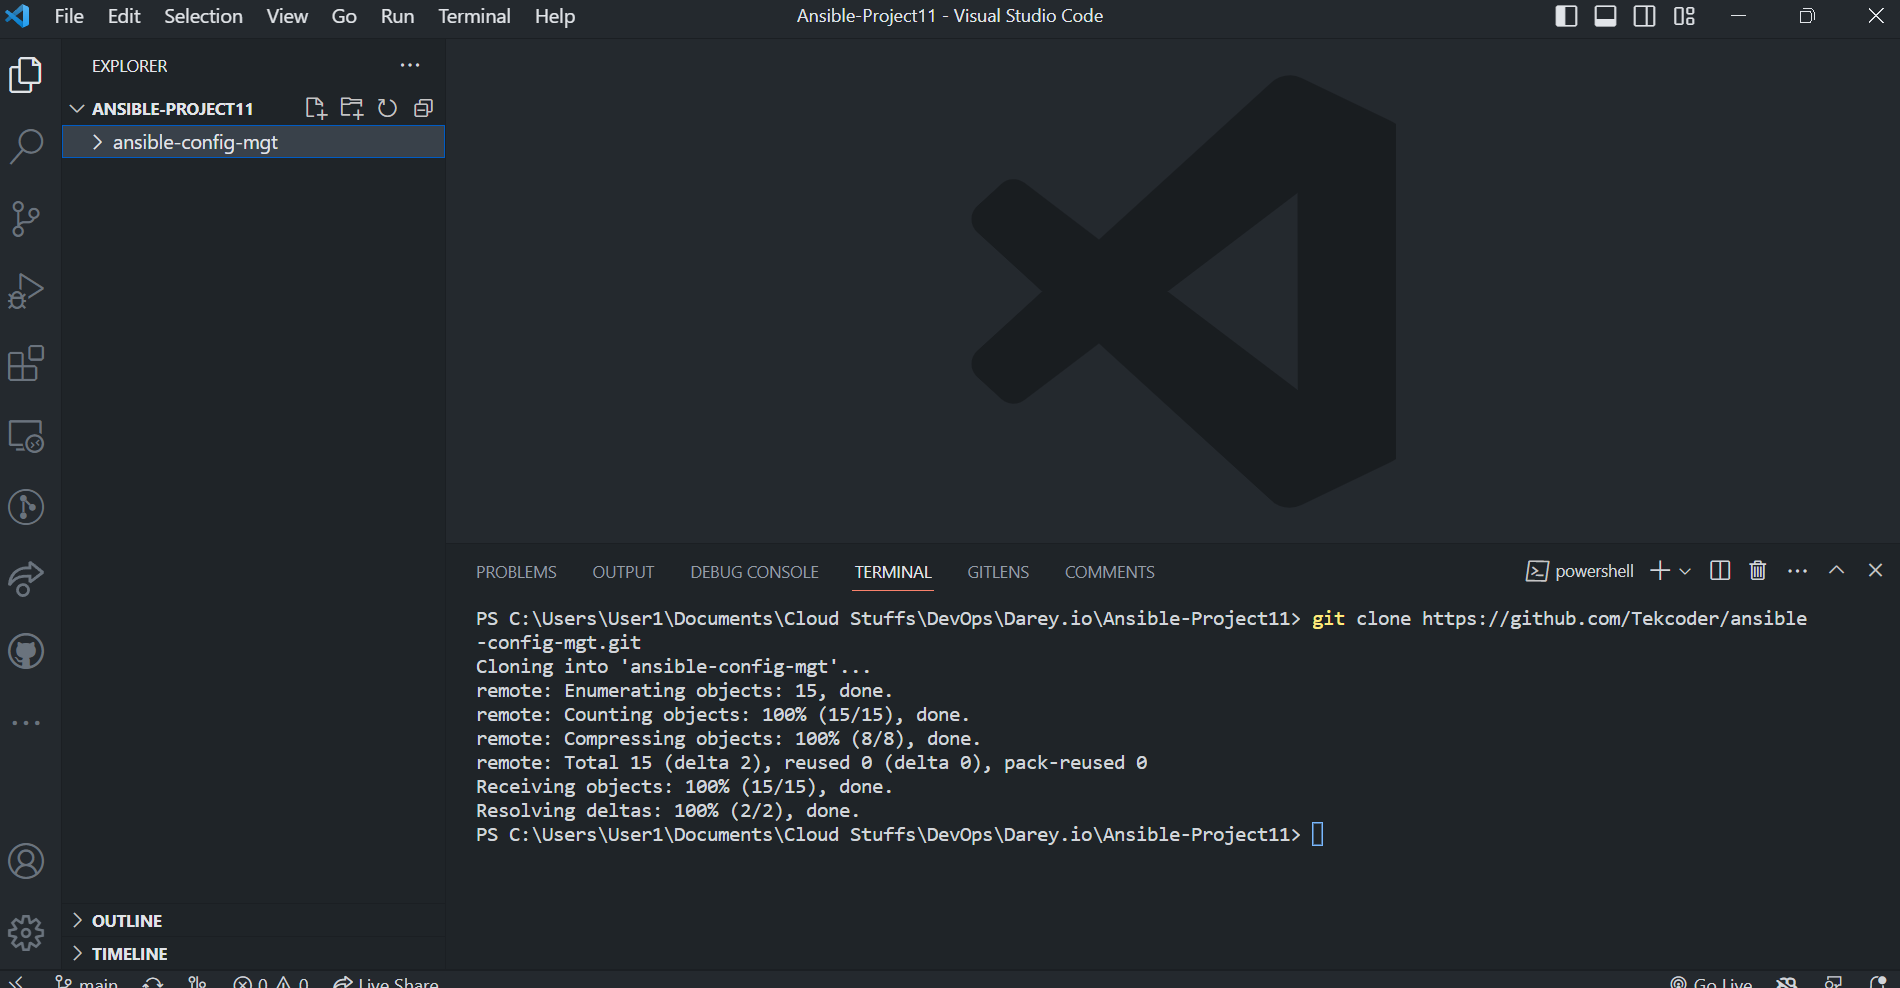 File Edit Selection View Go Run Terminal Help
Ansible-Project11 - Visual Studio Code
EXPLORER
ANSIBLE-PROJECT11
ansible-config-mgt
PROBLEMS OUTPUT DEBUG CONSOLE TERMINAL GITLENS COMMENTS
powershell
PS C:\Users\User1\Documents\Cloud Stuffs\DevOps\Darey.io\Ansible-Project11> git clone https://github.com/Tekcoder/ansible
-config-mgt.git
Cloning into 'ansible-config-mgt'...
remote: Enumerating objects: 15, done.
remote: Counting objects: 100% (15/15), done.
remote: Compressing objects: 100% (8/8), done.
remote: Total 15 (delta 2), reused 0 (delta 0), pack-reused 0
Receiving objects: 100% (15/15), done.
Resolving deltas: 100% (2/2), done.
PS C:\Users\User1\Documents\Cloud Stuffs\DevOps\Darey.io\Ansible-Project11>
OUTLINE
TIMELINE
main 0 0 Live Share Go Live